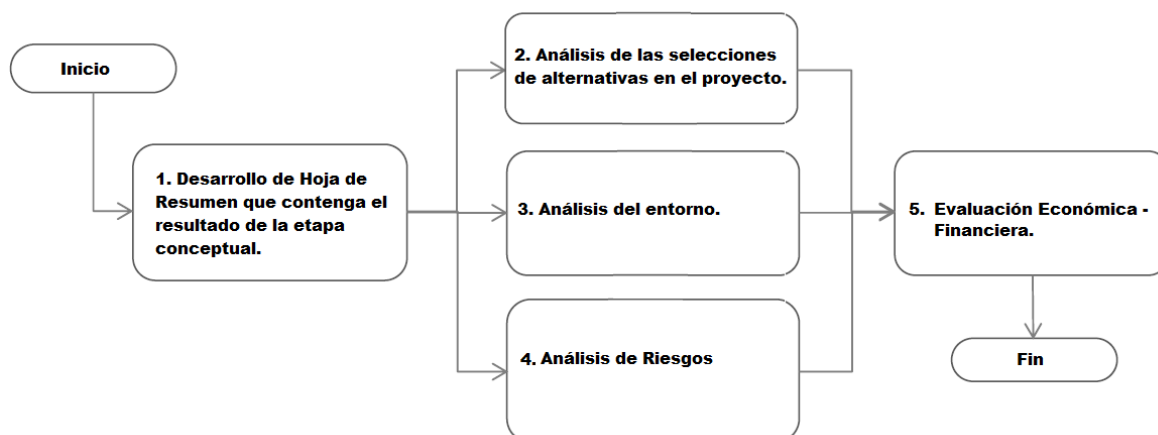 Inicio
1. Desarrollo de Hoja de
Resumen que contenga el
resultado de la etapa
conceptual.
2. Análisis de las selecciones
de alternativas en el proyecto.
3. Análisis del entorno.
4. Análisis de Riesgos
5. Evaluación Económica -
Financiera.
Fin